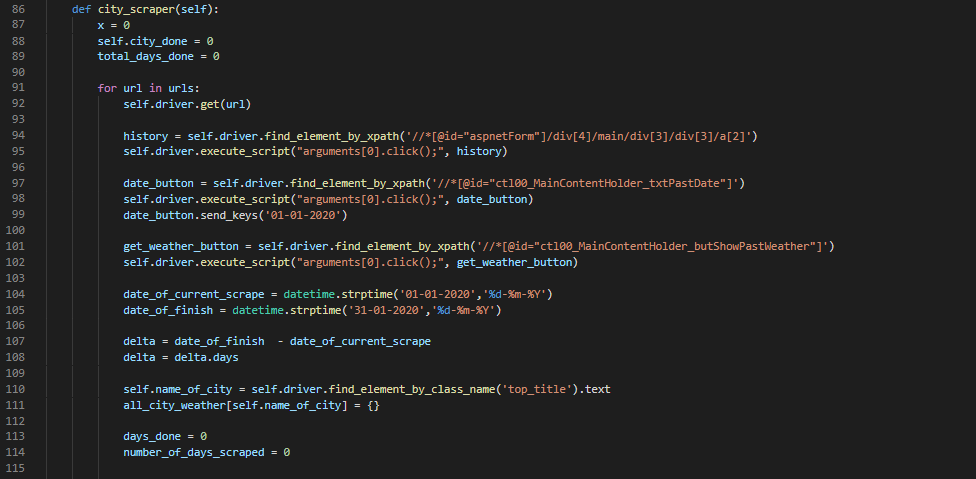 86 def city_scraper(self):
87 x = 0
88 self.city_done = 0
89 total_days_done = 0
90
91 for url in urls:
92 self.driver.get(url)
93
94 history = self.driver.find_element_by_xpath('//*[@id="aspnetForm"]/div[4]/main/div[3]/div[3]/a[2]')
95 self.driver.execute_script("arguments[0].click();", history)
96
97 date_button = self.driver.find_element_by_xpath('//*[@id="ctl00_MainContentHolder_txtPastDate"]')
98 self.driver.execute_script("arguments[0].click();", date_button)
99 date_button.send_keys('01-01-2020')
100
101 get_weather_button = self.driver.find_element_by_xpath('//*[@id="ctl00_MainContentHolder_butShowPastWeather"]')
102 self.driver.execute_script("arguments[0].click();", get_weather_button)
103
104 date_of_current_scrape = datetime.strptime('01-01-2020','%d-%m-%Y')
105 date_of_finish = datetime.strptime('31-01-2020','%d-%m-%Y')
106
107 delta = date_of_finish  - date_of_current_scrape
108 delta = delta.days
109
110 self.name_of_city = self.driver.find_element_by_class_name('top_title').text
111 all_city_weather[self.name_of_city] = {}
112
113 days_done = 0
114 number_of_days_scraped = 0
115